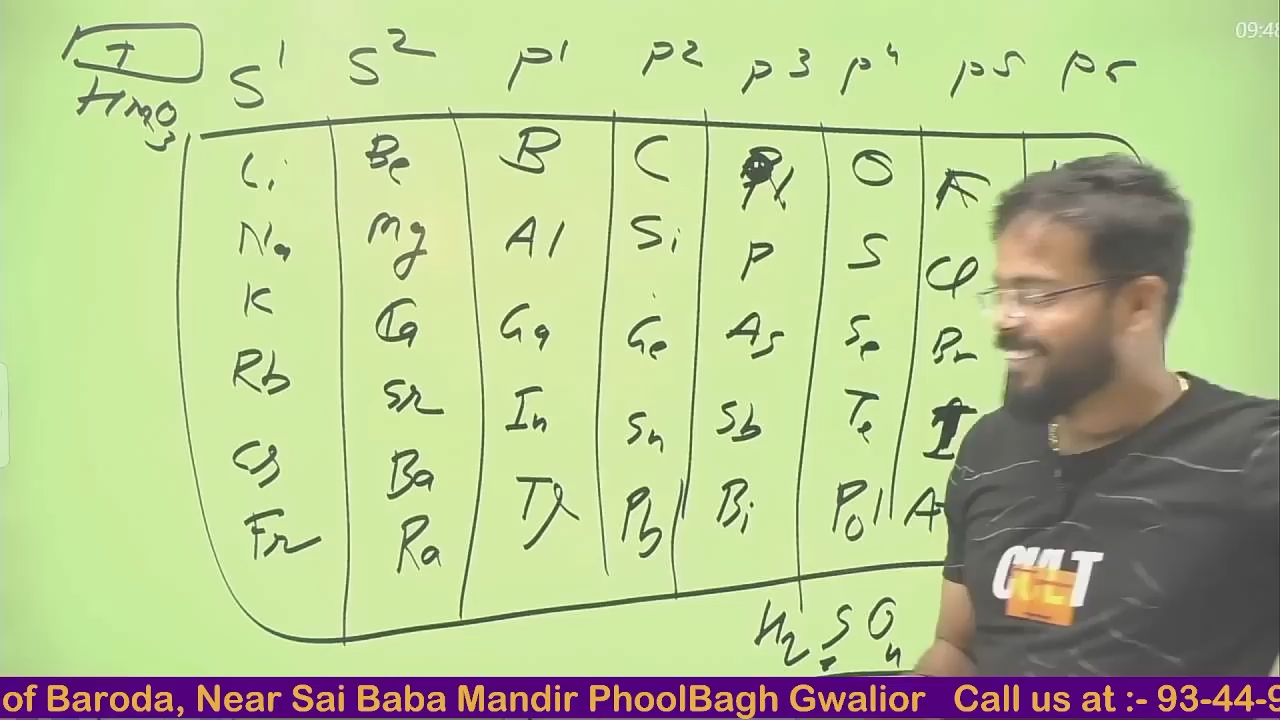 09:48
+
HNO3
S1 S2 P1 P2 P3 P4 P5 P6
Li Be B C O F
Na Mg Al Si P S Cl
K Ca Ga Ge As Se Br
Rb Sr In Sn Sb Te I
Cs Ba Tl Pb Bi Po
Fr Ra
H2SO4
CULT
of Baroda, Near Sai Baba Mandir PhoolBagh Gwalior Call us at :- 93-44-9